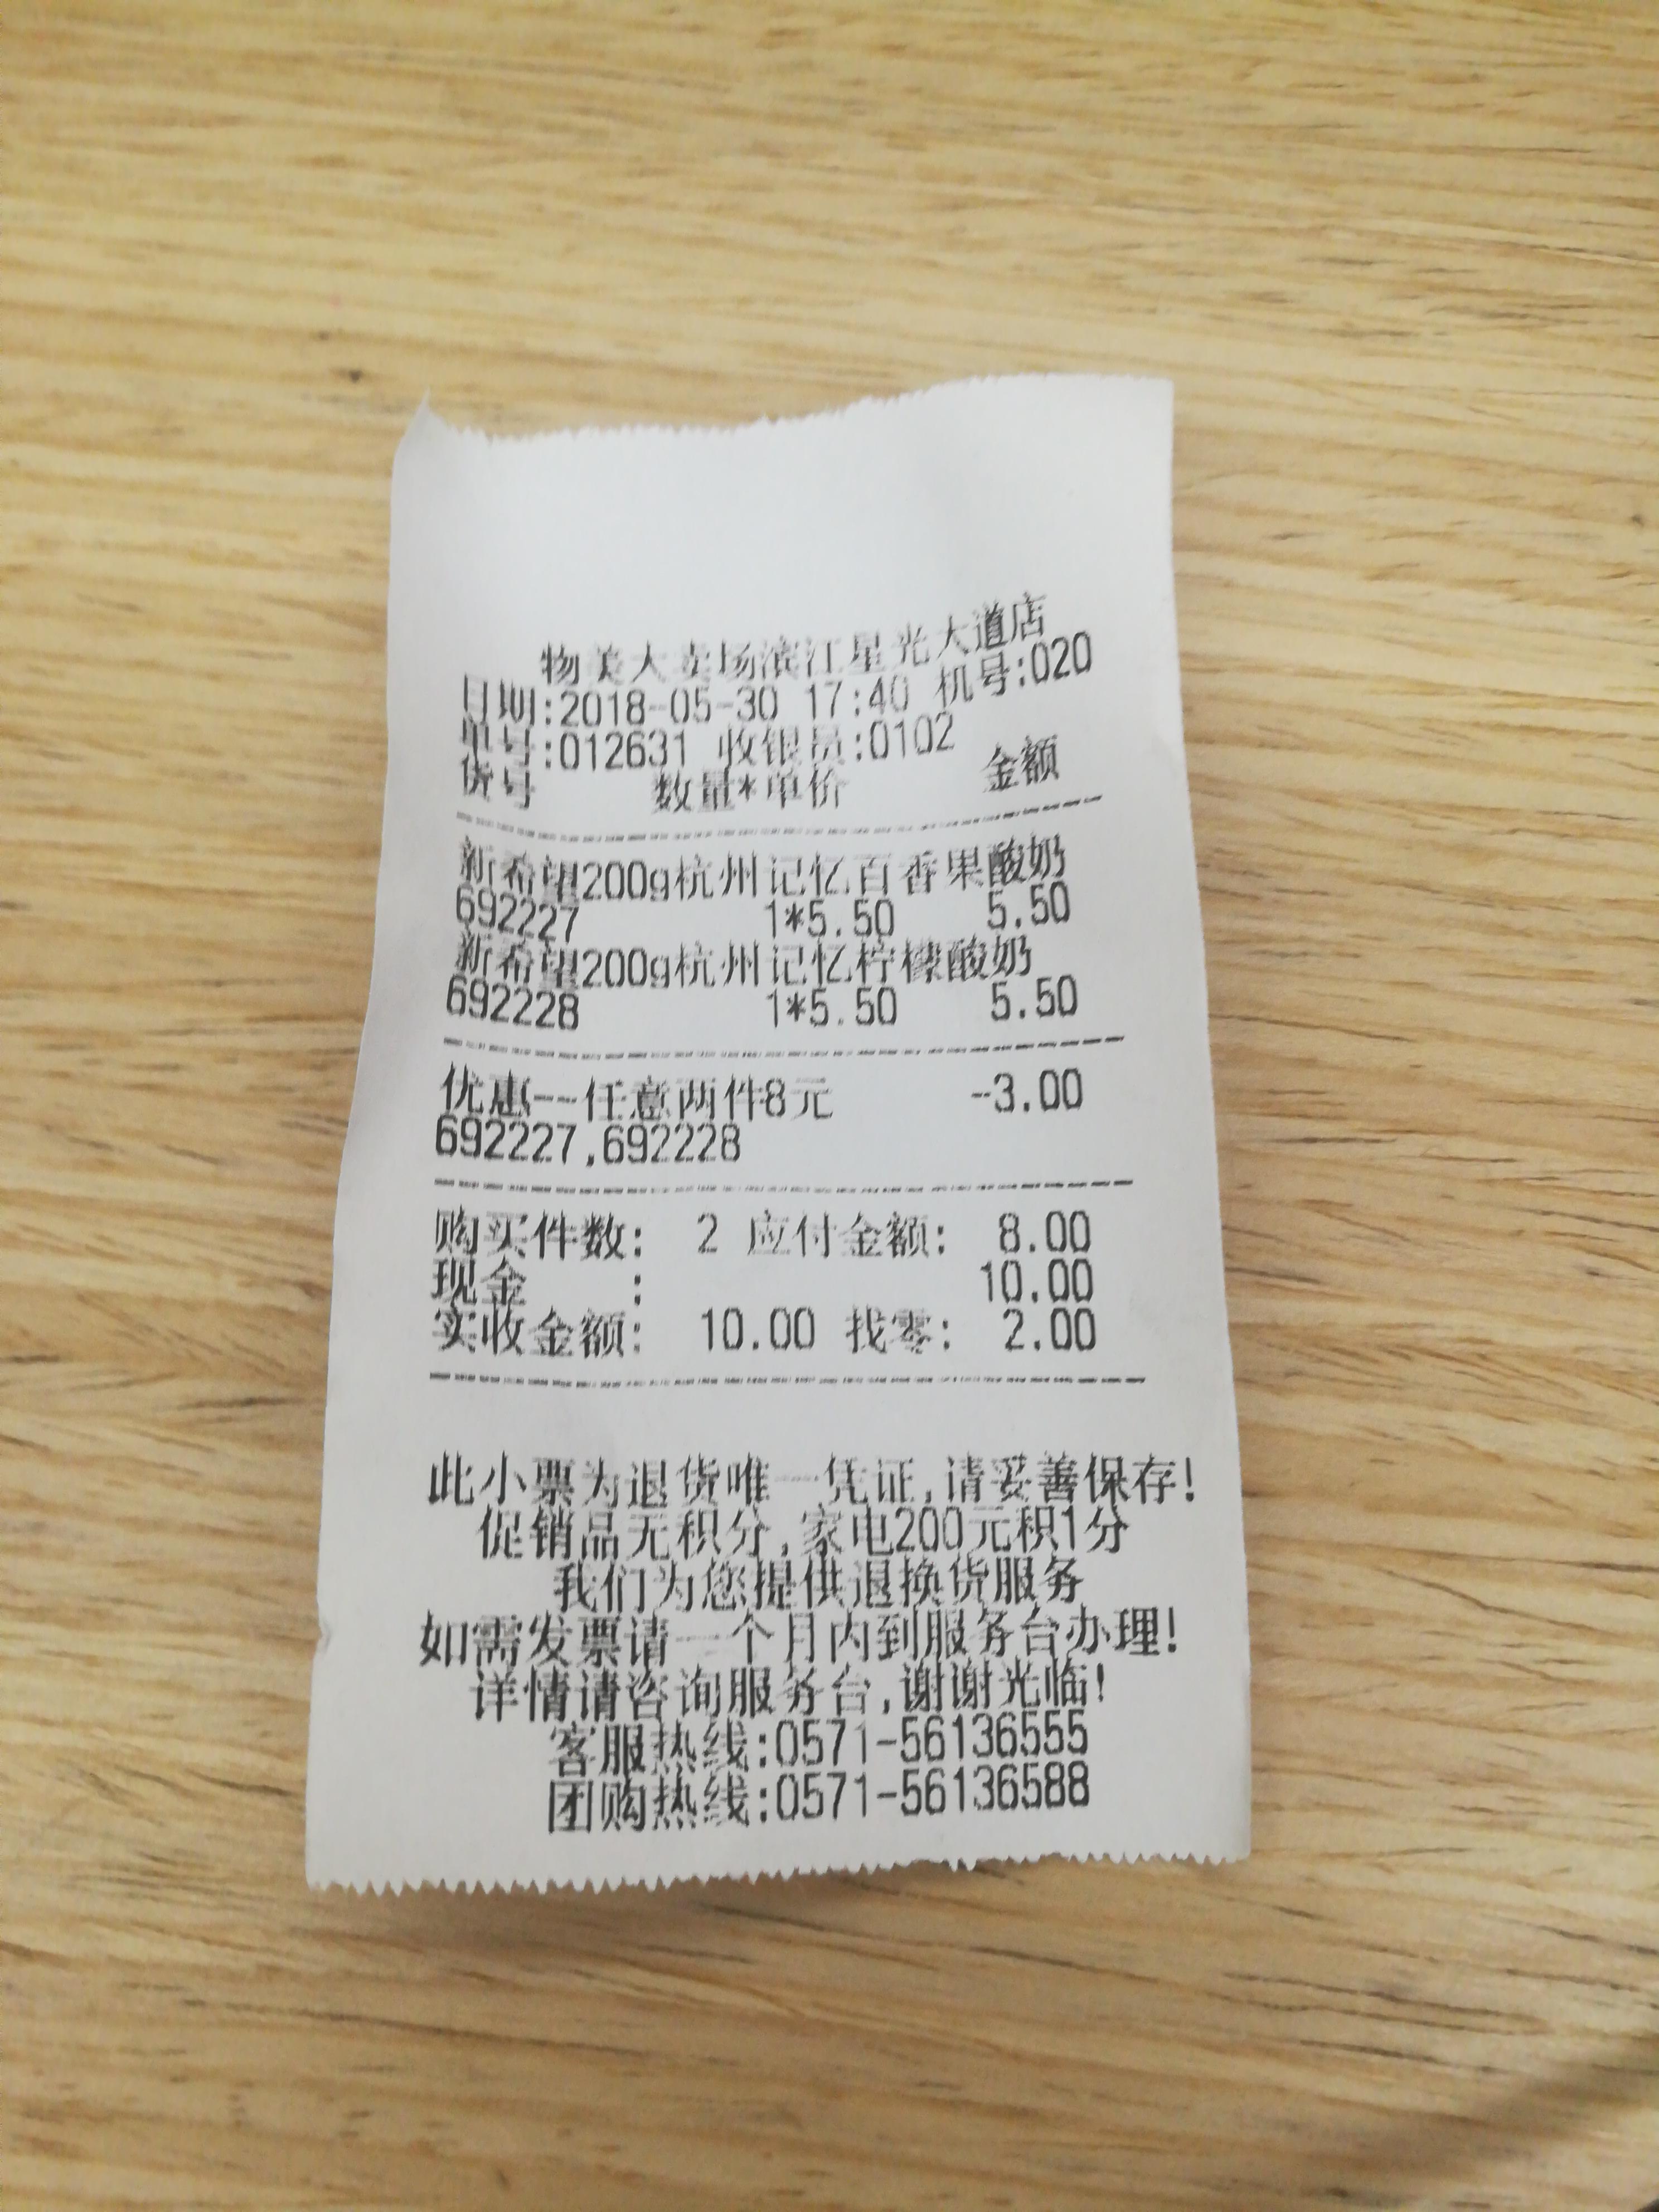 物美大卖场滨江星光大道店
日期:2018-05-30 17:40 机号:020
单号:012631 收银员:0102
货号 数量*单价 金额
新希望200g杭州记忆百香果酸奶
692227 1*5.50 5.50
新希望200g杭州记忆柠檬酸奶
692228 1*5.50 5.50
优惠--任意两件8元 -3.00
692227,692228
购买件数: 2 应付金额: 8.00
现金 : 10.00
实收金额: 10.00 找零: 2.00
此小票为退货唯一凭证,请妥善保存!
促销品无积分,家电200元积1分
我们为您提供退换货服务
如需发票请一个月内到服务台办理!
详情请咨询服务台,谢谢光临!
客服热线:0571-56136555
团购热线:0571-56136588